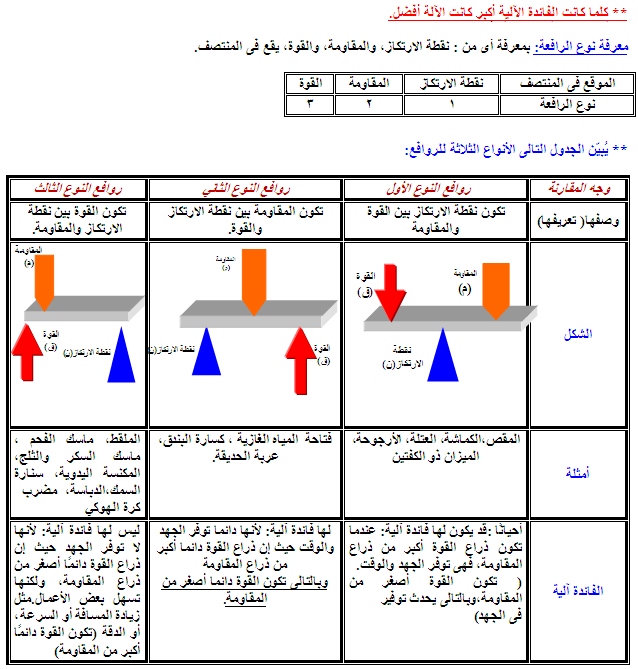 ** كلما كانت الفائدة الآلية أكبر كانت الآلة أفضل.
معرفة نوع الرافعة: بمعرفة أى من : نقطة الارتكاز، والمقاومة، والقوة، يقع فى المنتصف.
الموقع فى المنتصف نقطة الارتكاز المقاومة القوة
نوع الرافعة ١ ٢ ٣
** يُبيّن الجدول التالى الأنواع الثلاثة للروافع:
وجه المقارنة روافع النوع الأول روافع النوع الثاني روافع النوع الثالث
وصفها( تعريفها)
تكون نقطة الارتكاز بين القوة
والمقاومة
تكون المقاومة بين نقطة الارتكاز
والقوة.
تكون القوة بين نقطة
الارتكاز والمقاومة.
الشكل
المقاومة
(م)
القوة
(ق)
نقطة
الارتكاز(ن)
المقاومة
(م)
نقطة الارتكاز(ن)
القوة
(ق)
المقاومة
(م)
القوة
(ق)
نقطة الارتكاز(ن)
أمثلة
المقص،الكماشة، العتلة، الأرجوحة،
الميزان ذو الكفتين
فتاحة المياه الغازية ، كسارة البندق،
عربة الحديقة.
الملقط، ماسك الفحم ،
ماسك السكر والثلج،
المكنسة اليدوية، سنارة
السمك،الدباسة، مضرب
كرة الهوكي
الفائدة آلية
أحيانًا :قد يكون لها فائدة آلية: عندما
تكون ذراع القوة أكبر من ذراع
المقاومة، فهى توفر الجهد والوقت.
( تكون القوة أصغر من
المقاومة،وبالتالى يحدث توفير
فى الجهد)
لها فائدة آلية: لأنها دائما توفر الجهد
والوقت حيث إن ذراع القوة دائما أكبر
من ذراع المقاومة
وبالتالى تكون القوة دائما أصغر من
المقاومة.
ليس لها فائدة آلية: لأنها
لا توفر الجهد حيث إن
ذراع القوة دائمًا أصغر من
ذراع المقاومة، ولكنها
تسهل بعض الأعمال.مثل
زيادة المسافة أو السرعة،
أو الدقة (تكون القوة دائمًا
أكبر من المقاومة)